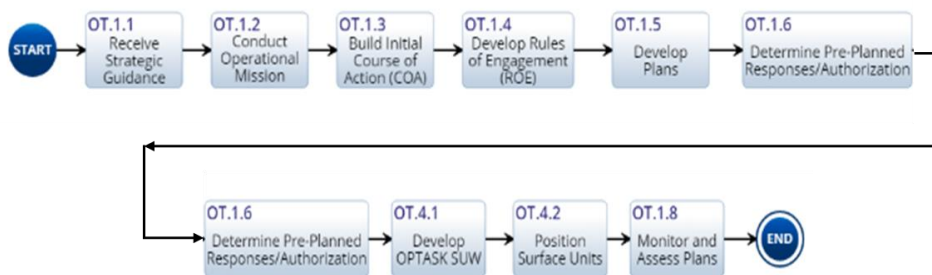 START
OT.1.1
Receive
Strategic
Guidance
OT.1.2
Conduct
Operational
Mission
OT.1.3
Build Initial
Course of
Action (COA)
OT.1.4
Develop Rules
of Engagement
(ROE)
OT.1.5
Develop
Plans
OT.1.6
Determine Pre-Planned
Responses/Authorization
OT.1.6
Determine Pre-Planned
Responses/Authorization
OT.4.1
Develop
OPTASK SUW
OT.4.2
Position
Surface Units
OT.1.8
Monitor and
Assess Plans
END